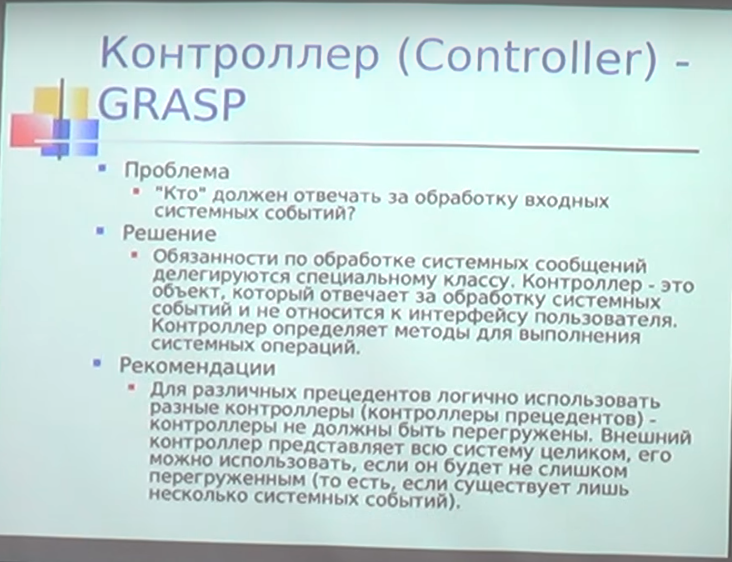 Контроллер (Controller) -
GRASP
Проблема
"Кто" должен отвечать за обработку входных
системных событий?
Решение
Обязанности по обработке системных сообщений
делегируются специальному классу. Контроллер - это
объект, который отвечает за обработку системных
событий и не относится к интерфейсу пользователя.
Контроллер определяет методы для выполнения
системных операций.
Рекомендации
Для различных прецедентов логично использовать
разные контроллеры (контроллеры прецедентов) -
контроллеры не должны быть перегружены. Внешний
контроллер представляет всю систему целиком, его
можно использовать, если он будет не слишком
перегруженным (то есть, если существует лишь
несколько системных событий).